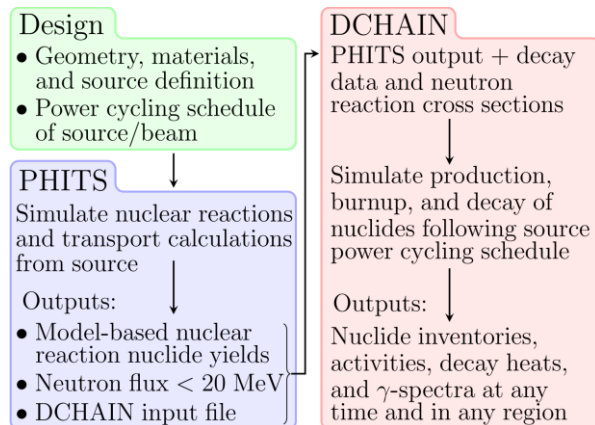 Design
• Geometry, materials,
and source definition
• Power cycling schedule
of source/beam
PHITS
Simulate nuclear reactions
and transport calculations
from source
Outputs:
• Model-based nuclear
reaction nuclide yields
• Neutron flux < 20 MeV
• DCHAIN input file
DCHAIN
PHITS output + decay
data and neutron
reaction cross sections
Simulate production,
burnup, and decay of
nuclides following source
power cycling schedule
Outputs:
Nuclide inventories,
activities, decay heats,
and γ-spectra at any
time and in any region